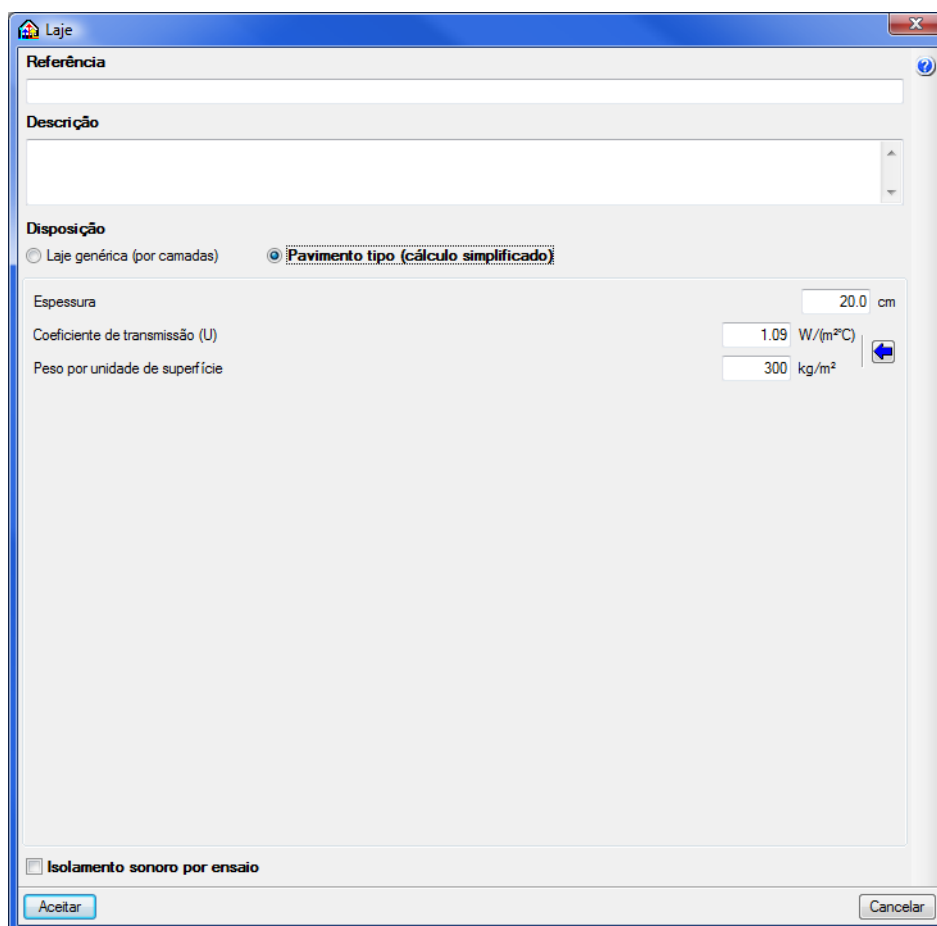 Laje
Referência
Descrição
Disposição
Laje genérica (por camadas) Pavimento tipo (cálculo simplificado)
Espessura 20.0 cm
Coeficiente de transmissão (U) 1.09 W/(m²ºC)
Peso por unidade de superfície 300 kg/m²
Isolamento sonoro por ensaio
Aceitar Cancelar